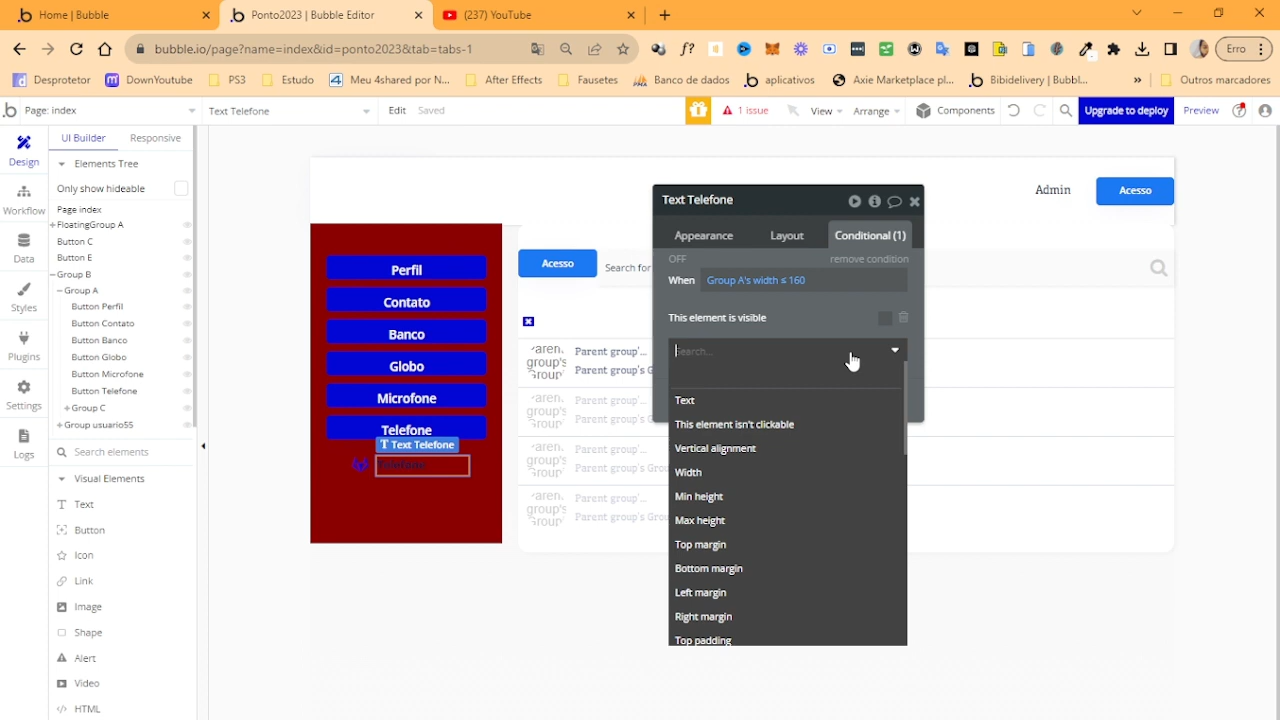 Home | Bubble
Ponto2023 | Bubble Editor
(237) YouTube
bubble.io/page?name=index&id=ponto2023&tab=tabs-1
Erro
Desprotetor
DownYoutube
PS3
Estudo
Meu 4shared por N...
After Effects
Fausetes
Banco de dados
aplicativos
Axie Marketplace pl...
Bibidelivery | Bubbl...
»
Outros marcadores
Page: index
Text Telefone
Edit
Saved
1 issue
View
Arrange
Components
Upgrade to deploy
Preview
Design
Workflow
Data
Styles
Plugins
Settings
Logs
UI Builder
Responsive
Elements Tree
Only show hideable
Page index
+FloatingGroup A
Button C
Button E
−Group B
−Group A
Button Perfil
Button Contato
Button Banco
Button Globo
Button Microfone
Button Telefone
+Group C
+Group usuario55
Search elements
Visual Elements
Text
Button
Icon
Link
Image
Shape
Alert
Video
HTML
Admin
Acesso
Perfil
Contato
Banco
Globo
Microfone
Telefone
T Text Telefone
Acesso
Search for
Parent group'...
Parent group's G
Parent group'...
Parent group's G
Parent group'...
Parent group's Grou
Parent group'...
Parent group's Grou
Text Telefone
Appearance
Layout
Conditional (1)
OFF
remove condition
When
Group A's width ≤ 160
This element is visible
Search...
Text
This element isn't clickable
Vertical alignment
Width
Min height
Max height
Top margin
Bottom margin
Left margin
Right margin
Top padding